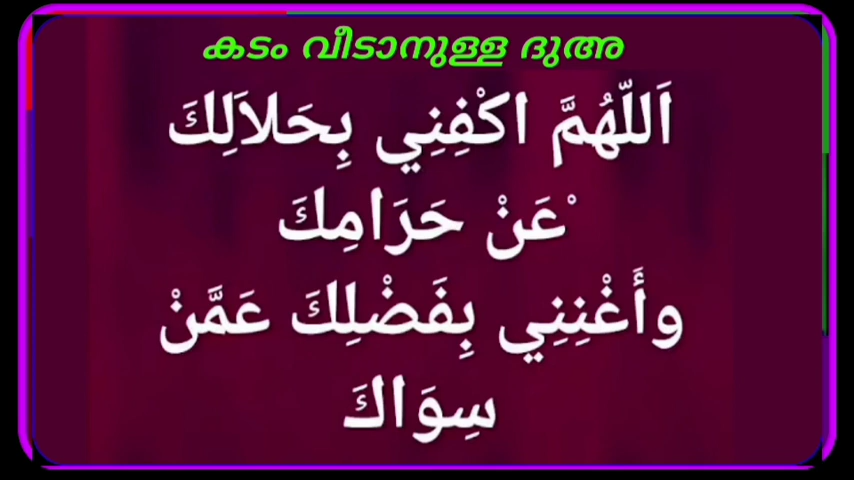 കടം വീടാനുള്ള ദുആ
اَللّٰهُمَّ اكْفِنِي بِحَلاَلِكَ
ْعَنْ حَرَامِكَ
وأَغْنِنِي بِفَضْلِكَ عَمَّنْ
سِوَاكَ